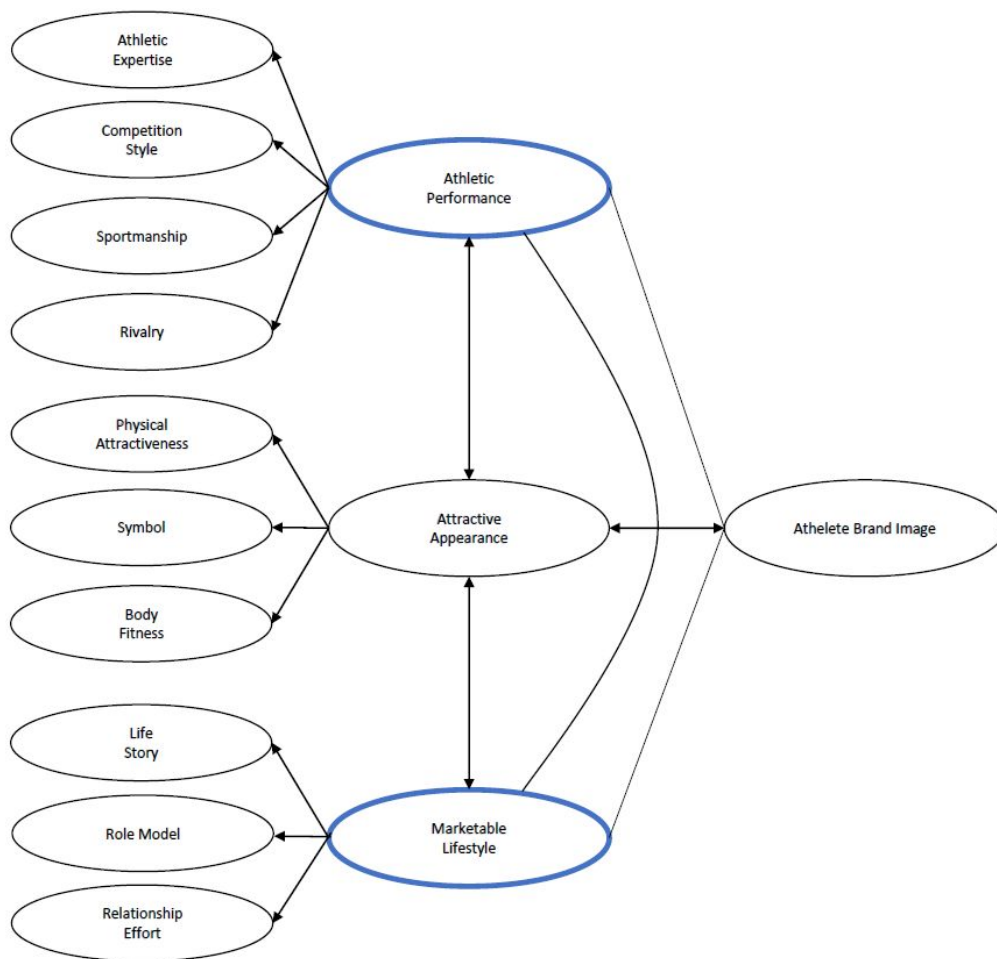 Athletic
Expertise
Competition
Style
Sportmanship
Rivalry
Athletic
Performance
Physical
Attractiveness
Symbol
Body
Fitness
Attractive
Appearance
Athelete Brand Image
Life
Story
Role Model
Relationship
Effort
Marketable
Lifestyle